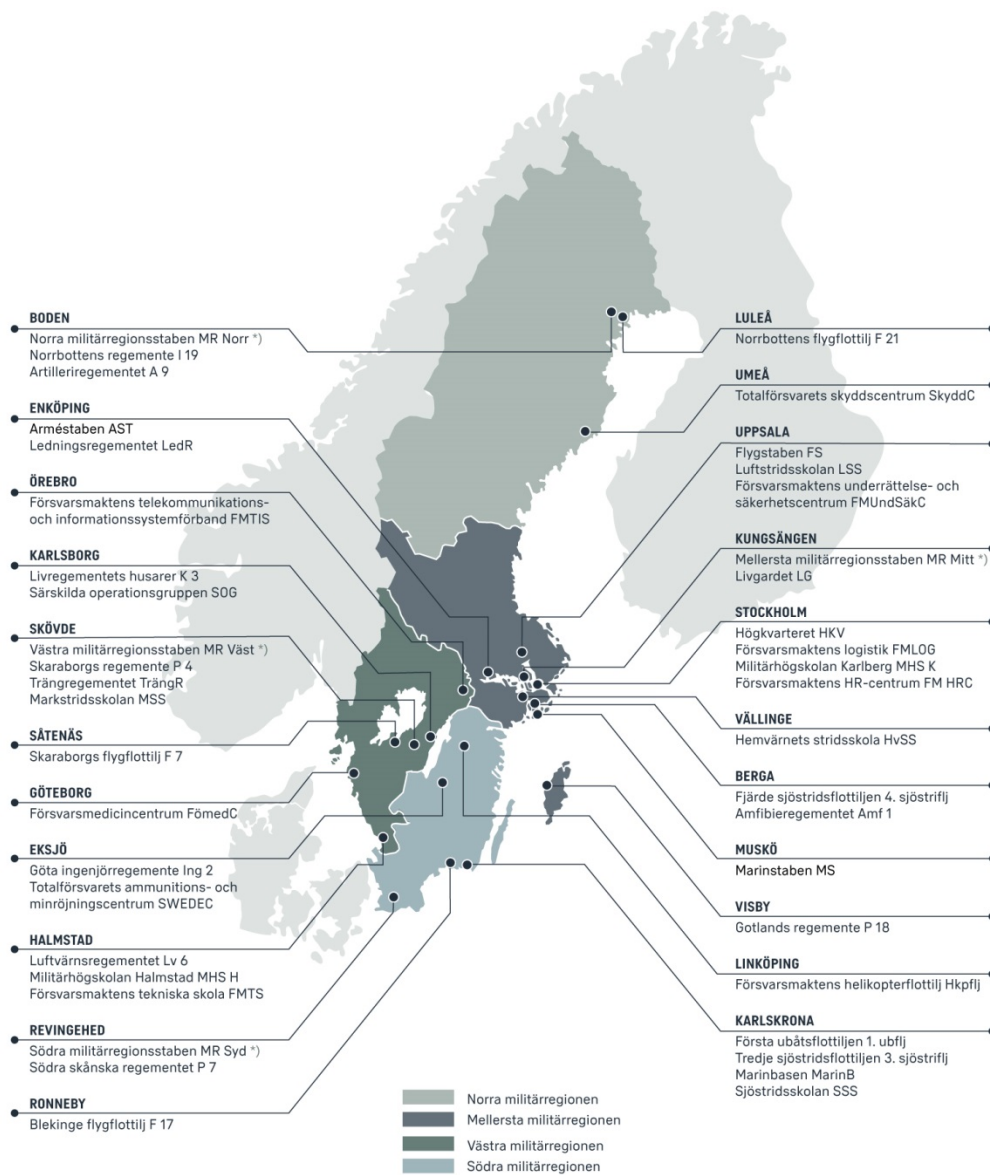 BODEN
Norra militärregionsstaben MR Norr *)
Norrbottens regemente I 19
Artilleriregementet A 9
ENKÖPING
Arméstaben AST
Ledningsregementet LedR
ÖREBRO
Försvarsmaktens telekommunikations-
och informationssystemförband FMTIS
KARLSBORG
Livregementets husarer K 3
Särskilda operationsgruppen SOG
SKÖVDE
Västra militärregionsstaben MR Väst *)
Skaraborgs regemente P 4
Trängregementet TrängR
Markstridsskolan MSS
SÅTENÄS
Skaraborgs flygflottilj F 7
GÖTEBORG
Försvarsmedicincentrum FömedC
EKSJÖ
Göta ingenjörregemente Ing 2
Totalförsvarets ammunitions- och
minröjningscentrum SWEDEC
HALMSTAD
Luftvärnsregementet Lv 6
Militärhögskolan Halmstad MHS H
Försvarsmaktens tekniska skola FMTS
REVINGEHED
Södra militärregionsstaben MR Syd *)
Södra skånska regementet P 7
RONNEBY
Blekinge flygflottilj F 17
LULEÅ
Norrbottens flygflottilj F 21
UMEÅ
Totalförsvarets skyddscentrum SkyddC
UPPSALA
Flygstaben FS
Luftstridsskolan LSS
Försvarsmaktens underrättelse- och
säkerhetscentrum FMUndSäkC
KUNGSÄNGEN
Mellersta militärregionsstaben MR Mitt *)
Livgardet LG
STOCKHOLM
Högkvarteret HKV
Försvarsmaktens logistik FMLOG
Militärhögskolan Karlberg MHS K
Försvarsmaktens HR-centrum FM HRC
VÄLLINGE
Hemvärnets stridsskola HvSS
BERGA
Fjärde sjöstridsflottiljen 4. sjöstriflj
Amfibieregementet Amf 1
MUSKÖ
Marinstaben MS
VISBY
Gotlands regemente P 18
LINKÖPING
Försvarsmaktens helikopterflottilj Hkpflj
KARLSKRONA
Första ubåtsflottiljen 1. ubflj
Tredje sjöstridsflottiljen 3. sjöstriflj
Marinbasen MarinB
Sjöstridsskolan SSS
Norra militärregionen
Mellersta militärregionen
Västra militärregionen
Södra militärregionen